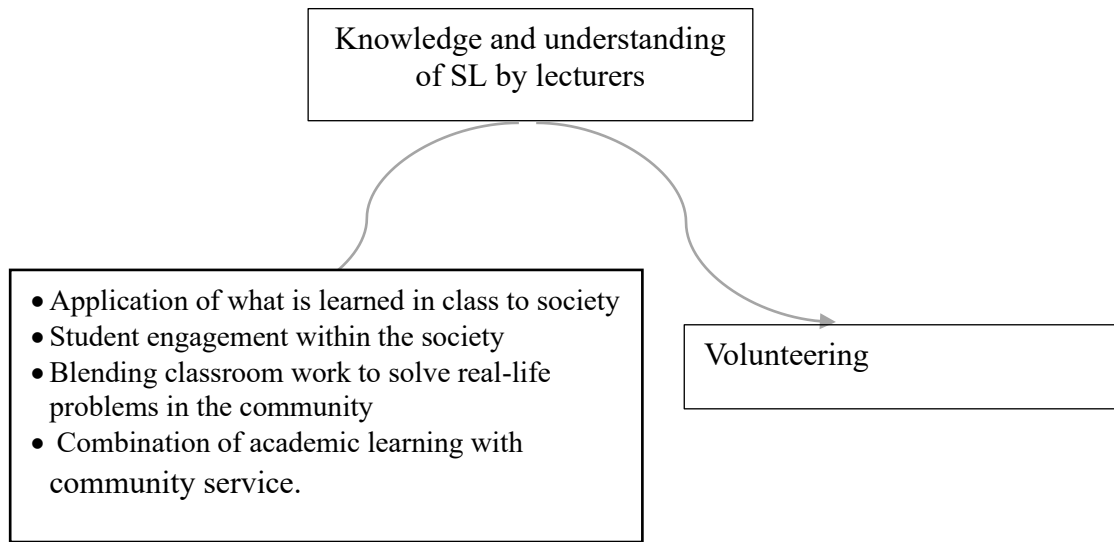 Knowledge and understanding
of SL by lecturers
• Application of what is learned in class to society
• Student engagement within the society
• Blending classroom work to solve real-life
problems in the community
• Combination of academic learning with
community service.
Volunteering